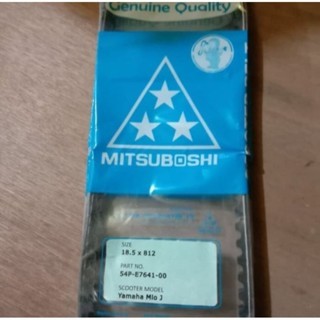 Genuine Quality
MITSUBOSHI
SIZE
18.5 x 812
PART NO.
54P-E7641-00
SCOOTER MODEL
Yamaha Mio J